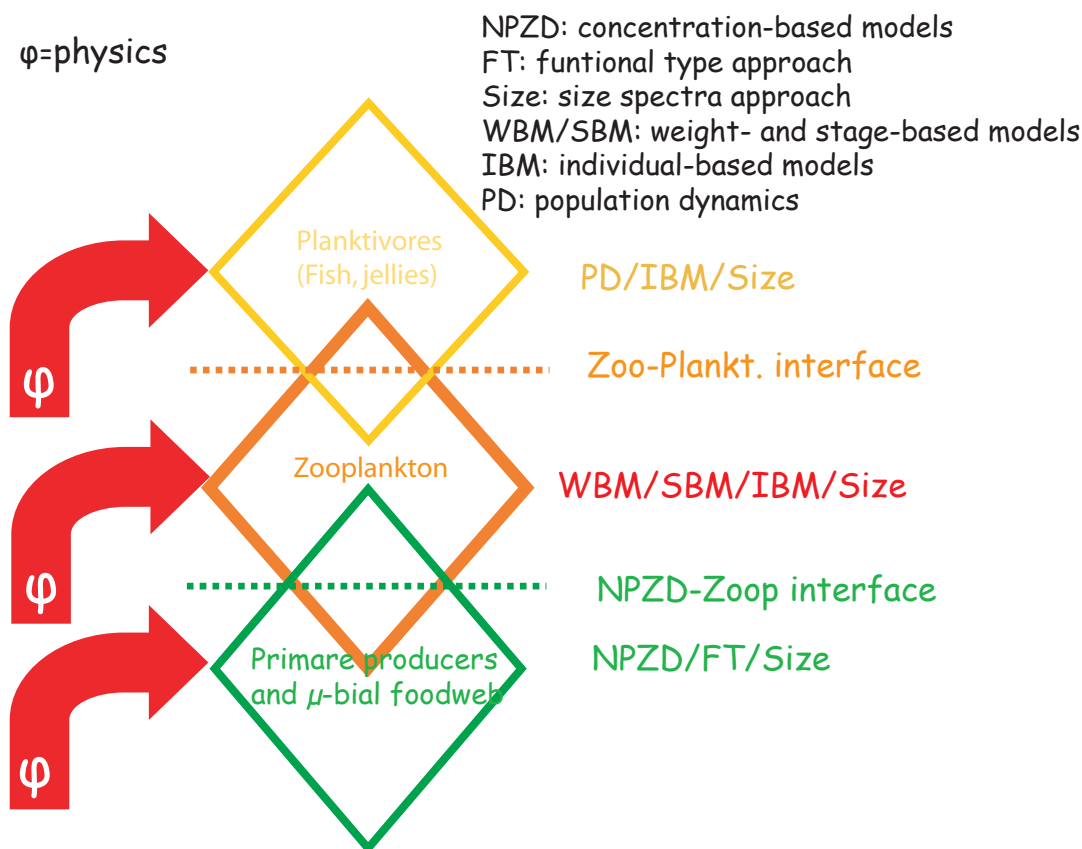 φ=physics
NPZD: concentration-based models
FT: funtional type approach
Size: size spectra approach
WBM/SBM: weight- and stage-based models
IBM: individual-based models
PD: population dynamics
Planktivores
(Fish, jellies)
PD/IBM/Size
φ
Zoo-Plankt. interface
Zooplankton
WBM/SBM/IBM/Size
φ
NPZD-Zoop interface
Primare producers
and μ-bial foodweb
NPZD/FT/Size
φ